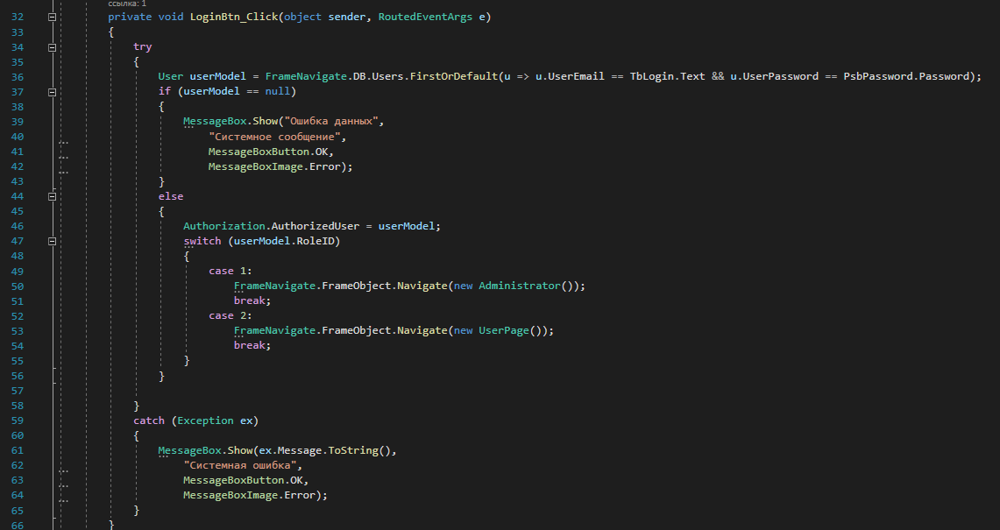 ссылка: 1
32 private void LoginBtn_Click(object sender, RoutedEventArgs e)
33 {
34 try
35 {
36 User userModel = FrameNavigate.DB.Users.FirstOrDefault(u => u.UserEmail == TbLogin.Text && u.UserPassword == PsbPassword.Password);
37 if (userModel == null)
38 {
39 MessageBox.Show("Ошибка данных",
40 "Системное сообщение",
41 MessageBoxButton.OK,
42 MessageBoxImage.Error);
43 }
44 else
45 {
46 Authorization.AuthorizedUser = userModel;
47 switch (userModel.RoleID)
48 {
49 case 1:
50 FrameNavigate.FrameObject.Navigate(new Administrator());
51 break;
52 case 2:
53 FrameNavigate.FrameObject.Navigate(new UserPage());
54 break;
55 }
56 }
57
58 }
59 catch (Exception ex)
60 {
61 MessageBox.Show(ex.Message.ToString(),
62 "Системная ошибка",
63 MessageBoxButton.OK,
64 MessageBoxImage.Error);
65 }
66 }